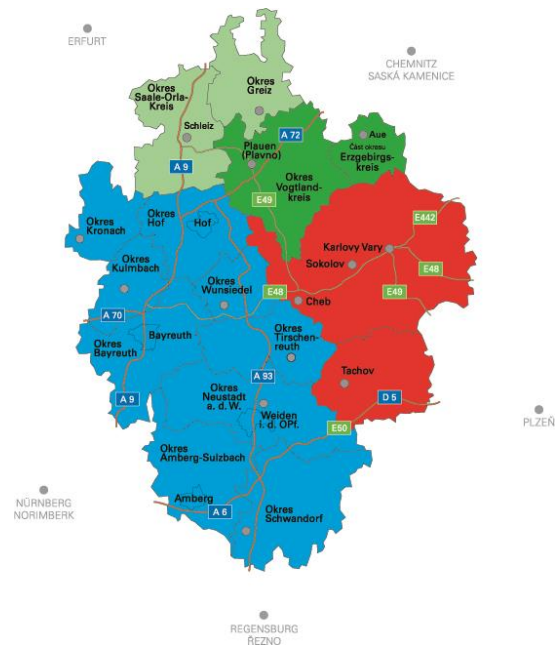 ERFURT
CHEMNITZ
SASKÁ KAMENICE
Okres
Saale-Orla-
Kreis
Okres
Greiz
Schleiz
A 9
A 72
Plauen
(Plavno)
Aue
Část okresu
Erzgebirgs-
kreis
Okres
Vogtland-
kreis
E49
Okres
Kronach
Okres
Hof
Hof
E442
Karlovy Vary
Sokolov
E48
E49
Okres
Kulmbach
Okres
Wunsiedel
E48
Cheb
A 70
Bayreuth
Okres
Bayreuth
Okres
Tirschen-
reuth
A 9
A 93
Okres
Neustadt
a. d. W.
Tachov
D 5
Weiden
i. d. OPf.
E50
PLZEŇ
Okres
Amberg-Sulzbach
NÜRNBERG
NORIMBERK
Amberg
A 6
Okres
Schwandorf
REGENSBURG
ŘEZNO